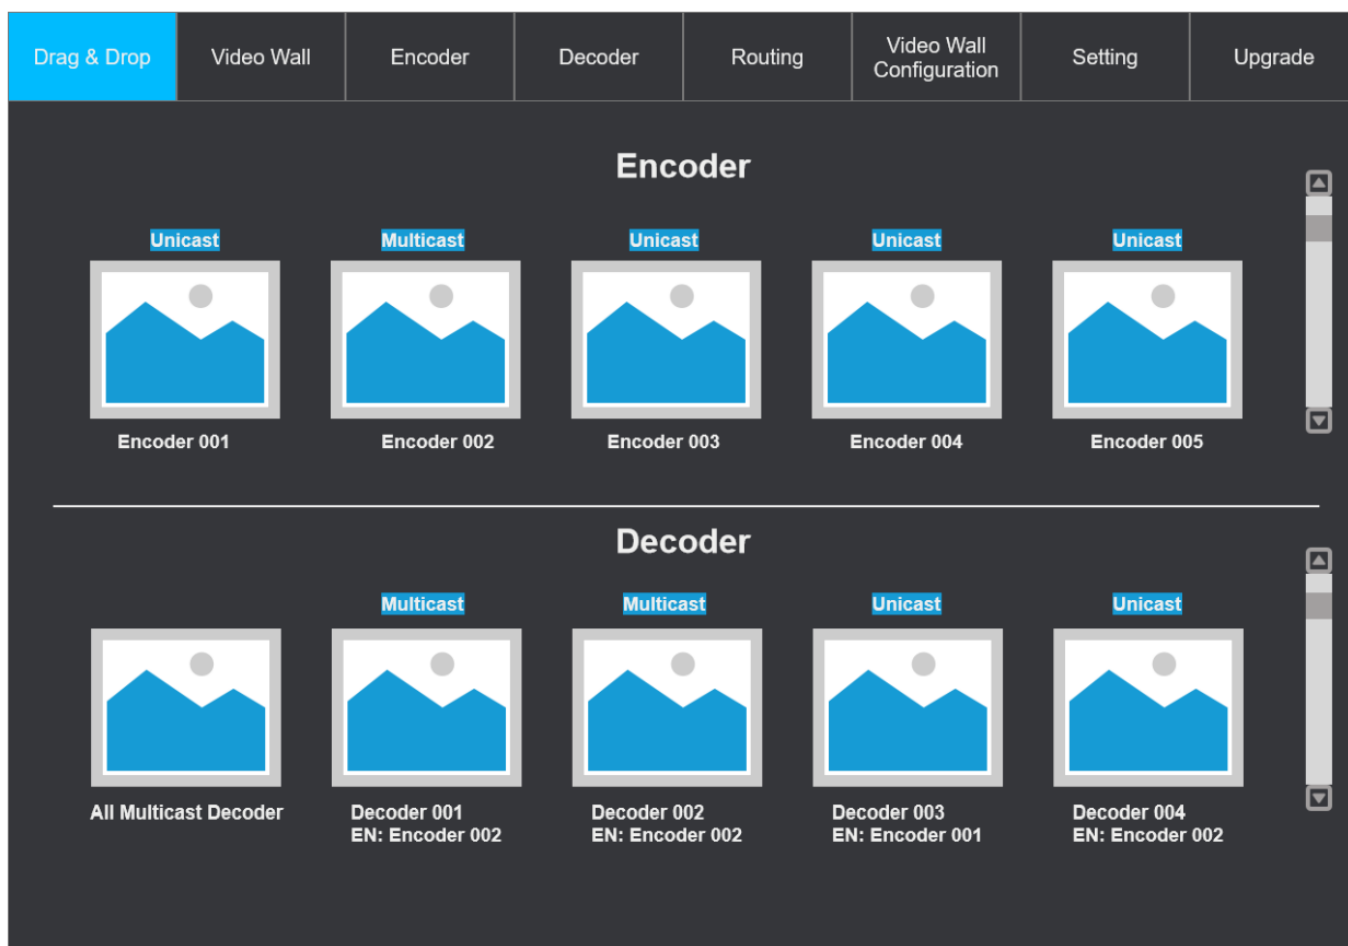 Drag & Drop
Video Wall
Encoder
Decoder
Routing
Video Wall
Configuration
Setting
Upgrade
Encoder
Unicast
Multicast
Unicast
Unicast
Unicast
Encoder 001
Encoder 002
Encoder 003
Encoder 004
Encoder 005
Decoder
Multicast
Multicast
Unicast
Unicast
All Multicast Decoder
Decoder 001
EN: Encoder 002
Decoder 002
EN: Encoder 002
Decoder 003
EN: Encoder 001
Decoder 004
EN: Encoder 002